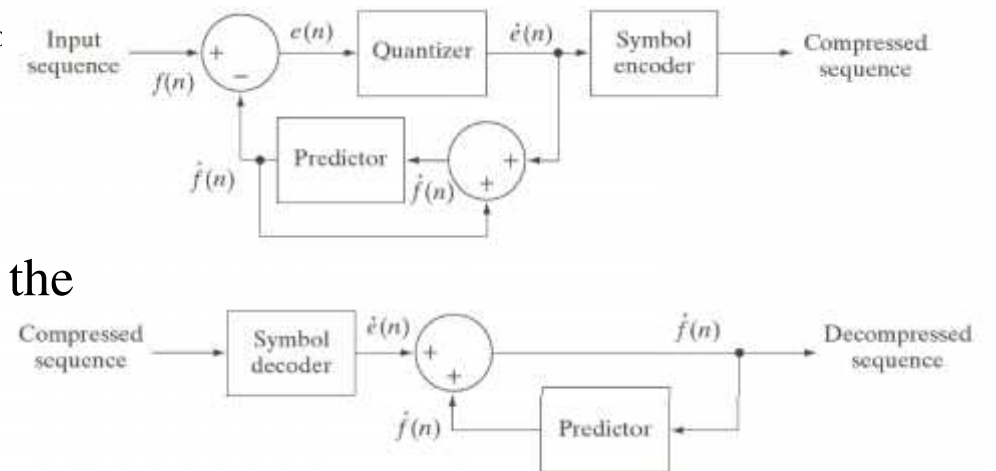 Input
sequence
f(n)
+
−
e(n)
Quantizer
ė(n)
Symbol
encoder
Compressed
sequence
f̂(n)
Predictor
ḟ(n)
+
+
the
Compressed
sequence
Symbol
decoder
ė(n)
+
+
ḟ(n)
Decompressed
sequence
f̂(n)
Predictor